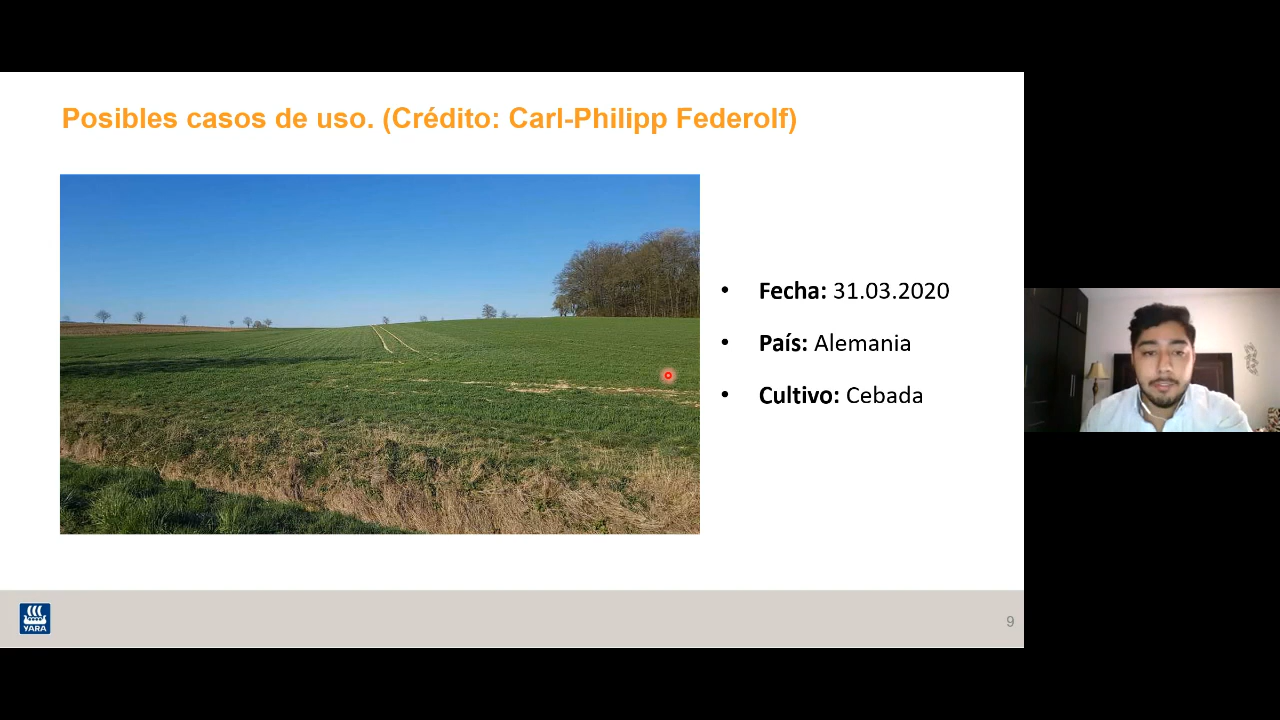 Posibles casos de uso. (Crédito: Carl-Philipp Federolf)
• Fecha: 31.03.2020
• País: Alemania
• Cultivo: Cebada
YARA
9